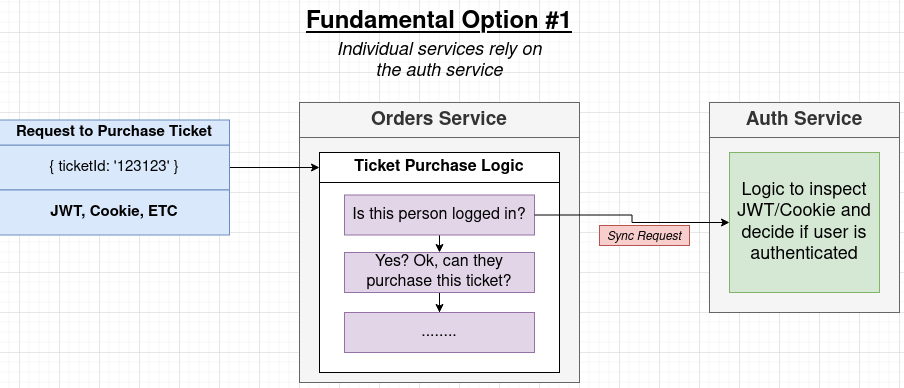 Fundamental Option #1
Individual services rely on
the auth service
Request to Purchase Ticket
{ ticketId: '123123' }
JWT, Cookie, ETC
Orders Service
Ticket Purchase Logic
Is this person logged in?
Yes? Ok, can they
purchase this ticket?
........
Sync Request
Auth Service
Logic to inspect
JWT/Cookie and
decide if user is
authenticated